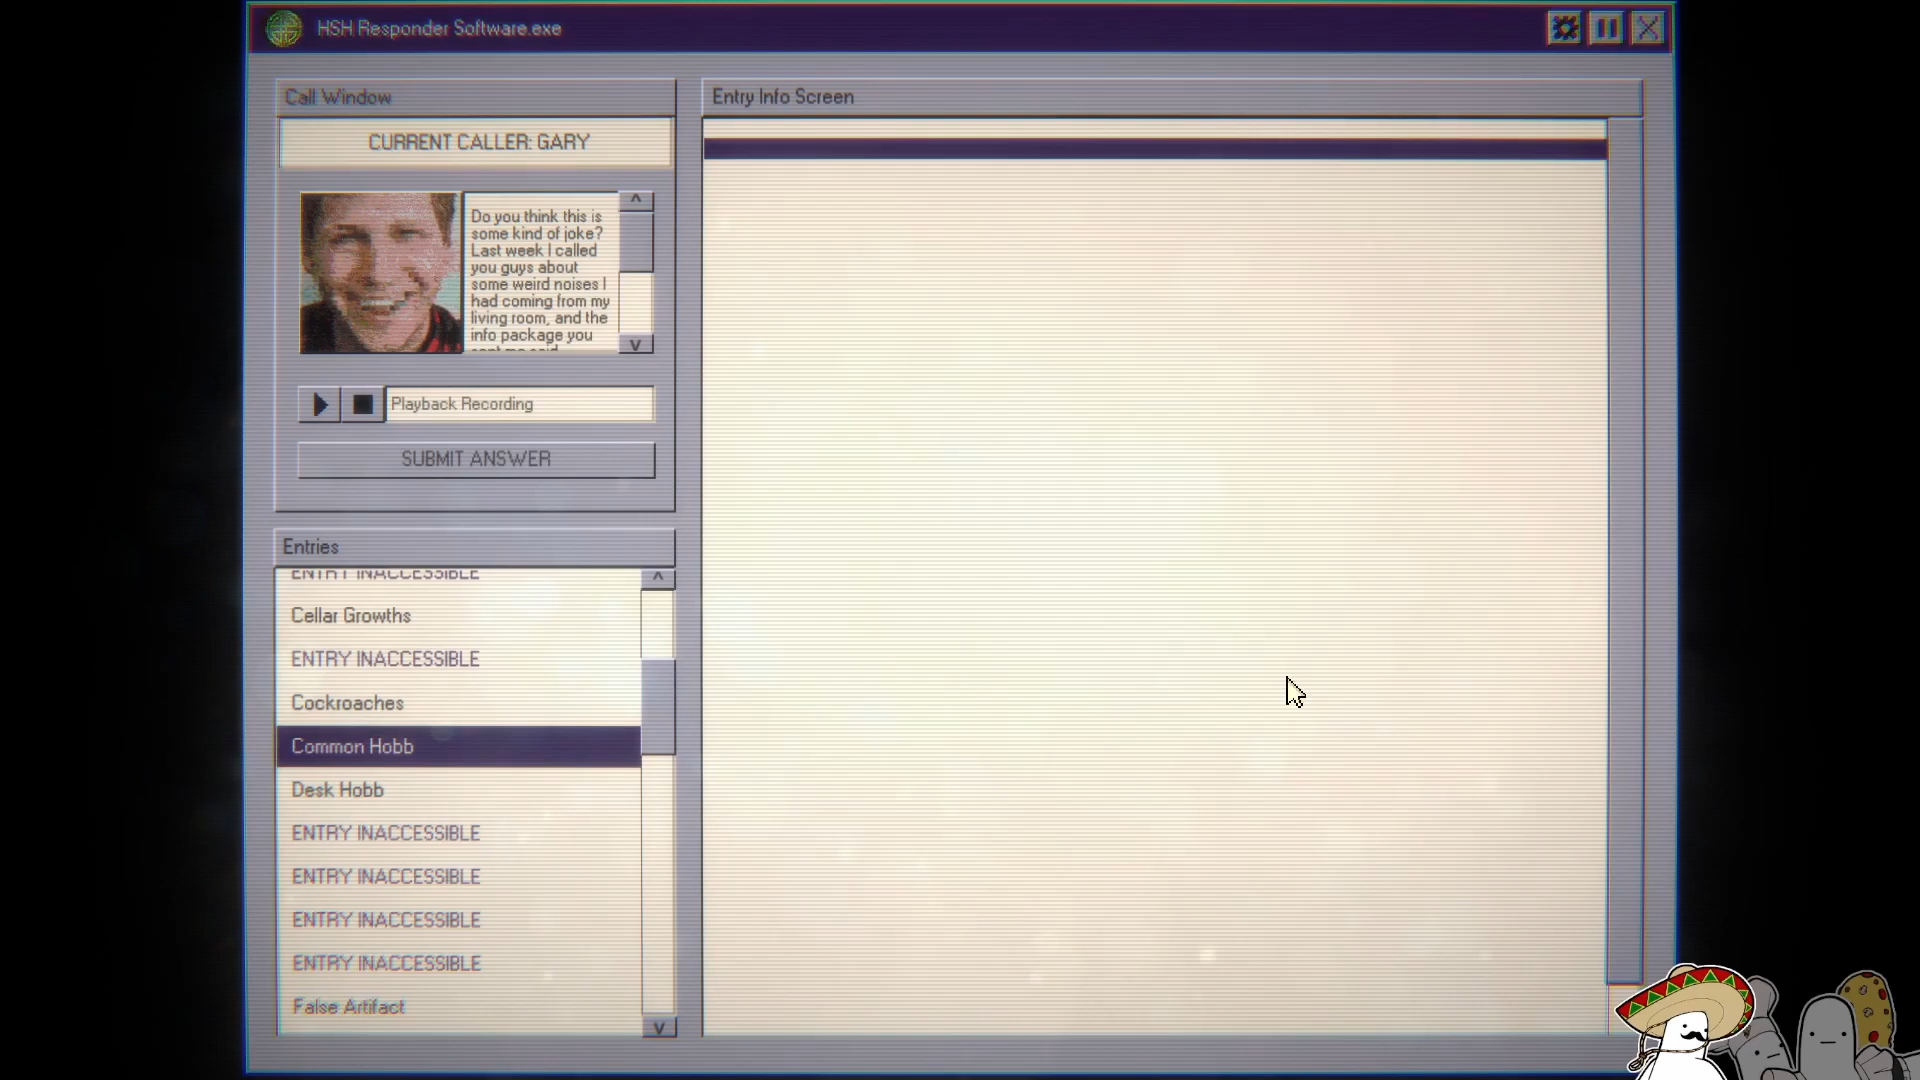 HSH Responder Software.exe
Call Window
CURRENT CALLER: GARY
Do you think this is
some kind of joke?
Last week I called
you guys about
some weird noises I
had coming from my
living room, and the
info package you
Playback Recording
SUBMIT ANSWER
Entries
ENTRY INACCESSIBLE
Cellar Growths
ENTRY INACCESSIBLE
Cockroaches
Common Hobb
Desk Hobb
ENTRY INACCESSIBLE
ENTRY INACCESSIBLE
ENTRY INACCESSIBLE
ENTRY INACCESSIBLE
False Artifact
Entry Info Screen